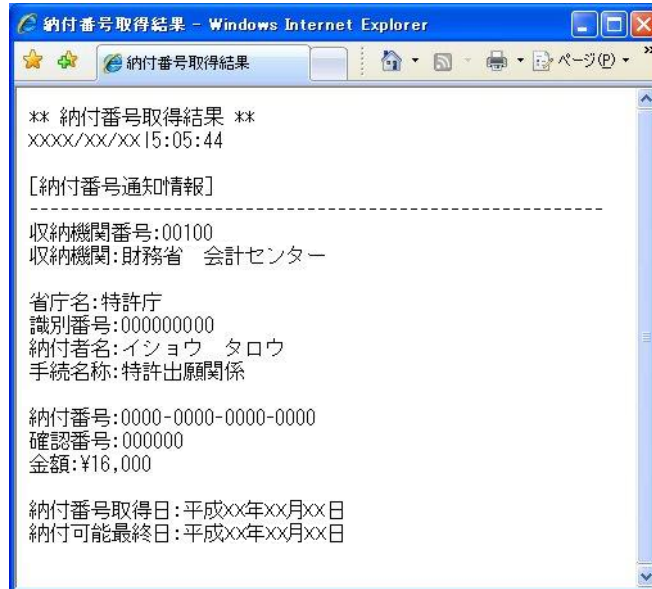 納付番号取得結果 - Windows Internet Explorer
納付番号取得結果
ページ(P)
** 納付番号取得結果 **
xxxx/xx/xx15:05:44
[納付番号通知情報]
収納機関番号:00100
収納機関:財務省　会計センター
省庁名:特許庁
識別番号:000000000
納付者名:イショウ　タロウ
手続名称:特許出願関係
納付番号:0000-0000-0000-0000
確認番号:000000
金額:¥16,000
納付番号取得日:平成xx年xx月xx日
納付可能最終日:平成xx年xx月xx日